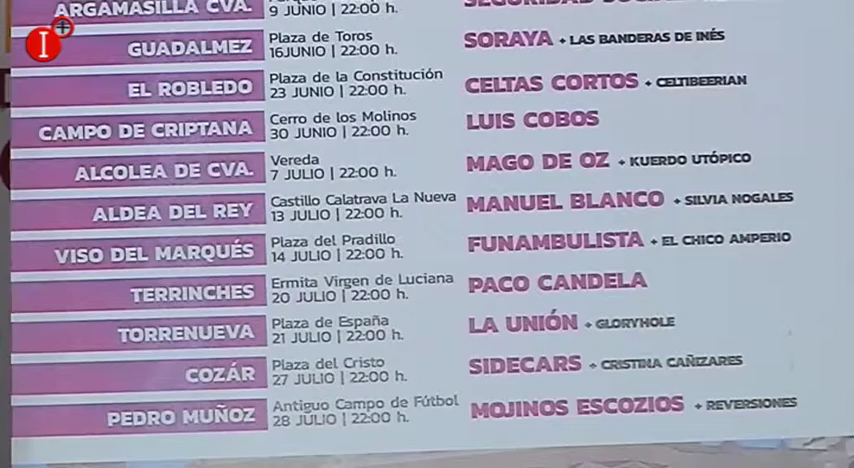 ARGAMASILLA CVA. 9 JUNIO | 22:00 h.
GUADALMEZ Plaza de Toros SORAYA + LAS BANDERAS DE INÉS
16JUNIO | 22:00 h.
EL ROBLEDO Plaza de la Constitución CELTAS CORTOS + CELTIBEERIAN
23 JUNIO | 22:00 h.
CAMPO DE CRIPTANA Cerro de los Molinos LUIS COBOS
30 JUNIO | 22:00 h.
ALCOLEA DE CVA. Vereda MAGO DE OZ + KUERDO UTÓPICO
7 JULIO | 22:00 h.
ALDEA DEL REY Castillo Calatrava La Nueva MANUEL BLANCO + SILVIA NOGALES
13 JULIO | 22:00 h.
VISO DEL MARQUÉS Plaza del Pradillo FUNAMBULISTA + EL CHICO AMPERIO
14 JULIO | 22:00 h.
TERRINCHES Ermita Virgen de Luciana PACO CANDELA
20 JULIO | 22:00 h.
TORRENUEVA Plaza de España LA UNIÓN + GLORYHOLE
21 JULIO | 22:00 h.
COZÁR Plaza del Cristo SIDECARS + CRISTINA CAÑIZARES
27 JULIO | 22:00 h.
PEDRO MUÑOZ Antiguo Campo de Fútbol MOJINOS ESCOZIOS + REVERSIONES
28 JULIO | 22:00 h.